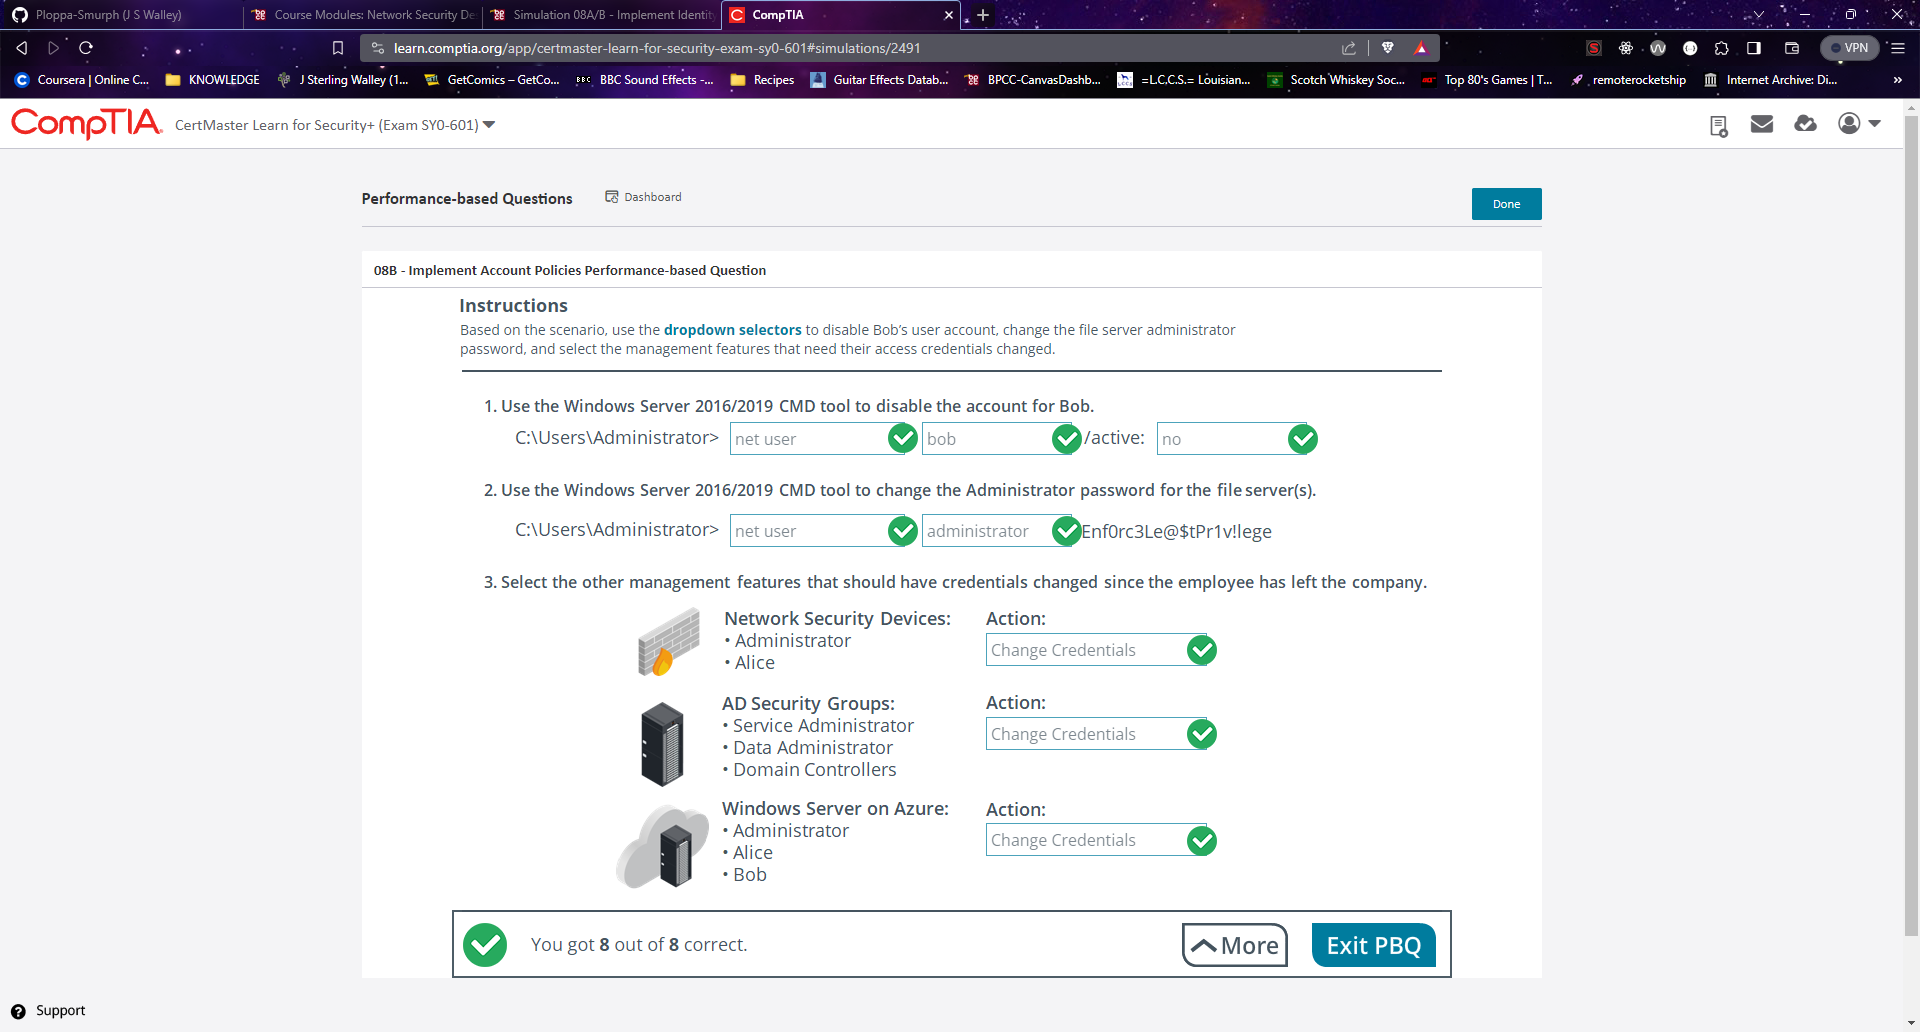 Ploppa-Smurph (J S Walley)
Course Modules: Network Security De
Simulation 08A/B - Implement Identity
CompTIA
learn.comptia.org/app/certmaster-learn-for-security-exam-sy0-601#simulations/2491
VPN
Coursera | Online C...
KNOWLEDGE
J Sterling Walley (1...
GetComics – GetCo...
BBC Sound Effects -...
Recipes
Guitar Effects Datab...
BPCC-CanvasDashb...
=L.C.C.S.= Louisian...
Scotch Whiskey Soc...
Top 80's Games | T...
remoterocketship
Internet Archive: Di...
»
CompTIA.
CertMaster Learn for Security+ (Exam SY0-601)
Performance-based Questions
Dashboard
Done
08B - Implement Account Policies Performance-based Question
Instructions
Based on the scenario, use the dropdown selectors to disable Bob's user account, change the file server administrator
password, and select the management features that need their access credentials changed.
1. Use the Windows Server 2016/2019 CMD tool to disable the account for Bob.
C:\Users\Administrator> net user bob /active: no
2. Use the Windows Server 2016/2019 CMD tool to change the Administrator password for the file server(s).
C:\Users\Administrator> net user administrator Enf0rc3Le@$tPr1v!lege
3. Select the other management features that should have credentials changed since the employee has left the company.
Network Security Devices:
• Administrator
• Alice
Action:
Change Credentials
AD Security Groups:
• Service Administrator
• Data Administrator
• Domain Controllers
Action:
Change Credentials
Windows Server on Azure:
• Administrator
• Alice
• Bob
Action:
Change Credentials
You got 8 out of 8 correct.
More
Exit PBQ
Support